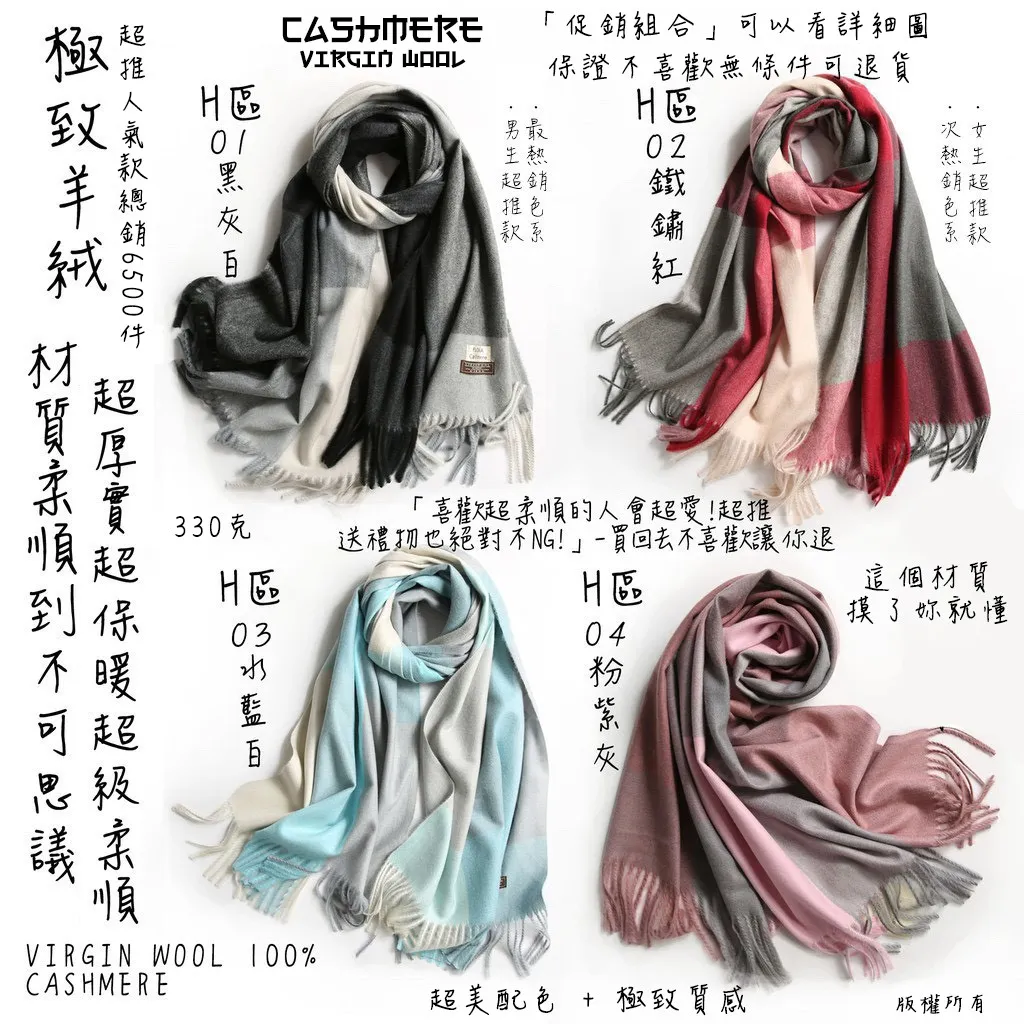 CASHMERE
VIRGIN WOOL
「促銷組合」可以看詳細圖
保證不喜歡無條件可退貨
超推人氣款總銷6500件
極致羊絨
材質柔順到不可思議
超厚實超保暖超級柔順
H區
01黑灰白
·最熱銷色系
·男生超推款
H區
02鐵鏽紅
·女生超推款
·次熱銷色系
330克
「喜歡超柔順的人會超愛!超推
送禮物也絕對不NG!」-買回去不喜歡讓你退
H區
03水藍白
H區
04粉紫灰
這個材質
摸了妳就懂
VIRGIN WOOL 100%
CASHMERE
超美配色 + 極致質感
版權所有